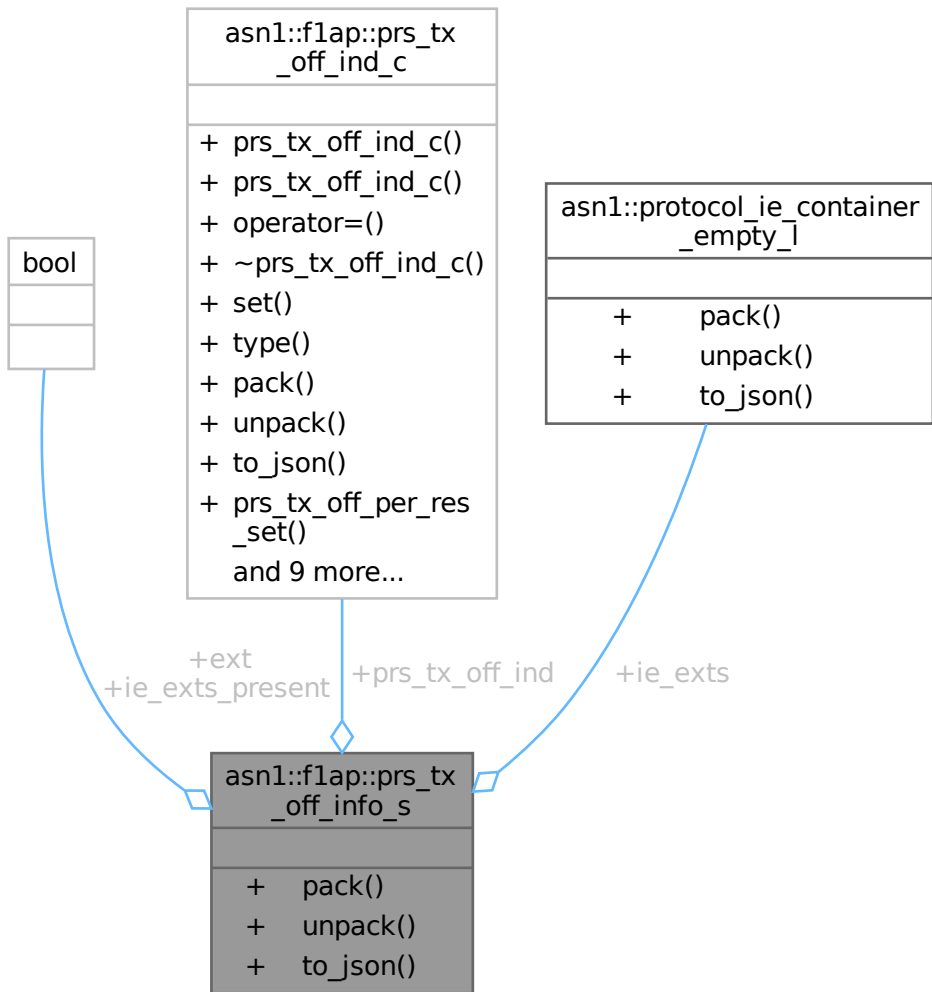 asn1::f1ap::prs_tx
_off_ind_c
+ prs_tx_off_ind_c()
+ prs_tx_off_ind_c()
+ operator=()
+ ~prs_tx_off_ind_c()
+ set()
+ type()
+ pack()
+ unpack()
+ to_json()
+ prs_tx_off_per_res
_set()
and 9 more...
asn1::protocol_ie_container
_empty_l
+ pack()
+ unpack()
+ to_json()
bool
+ext
+ie_exts_present
+prs_tx_off_ind
+ie_exts
asn1::f1ap::prs_tx
_off_info_s
+ pack()
+ unpack()
+ to_json()